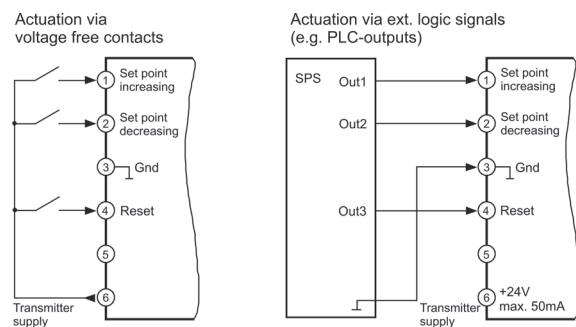 Actuation via
voltage free contacts
1 Set point
increasing
2 Set point
decreasing
3 Gnd
4 Reset
5
6
Transmitter
supply
Actuation via ext. logic signals
(e.g. PLC-outputs)
SPS
Out1
Out2
Out3
1 Set point
increasing
2 Set point
decreasing
3 Gnd
4 Reset
5
6 +24V
max. 50mA
Transmitter
supply